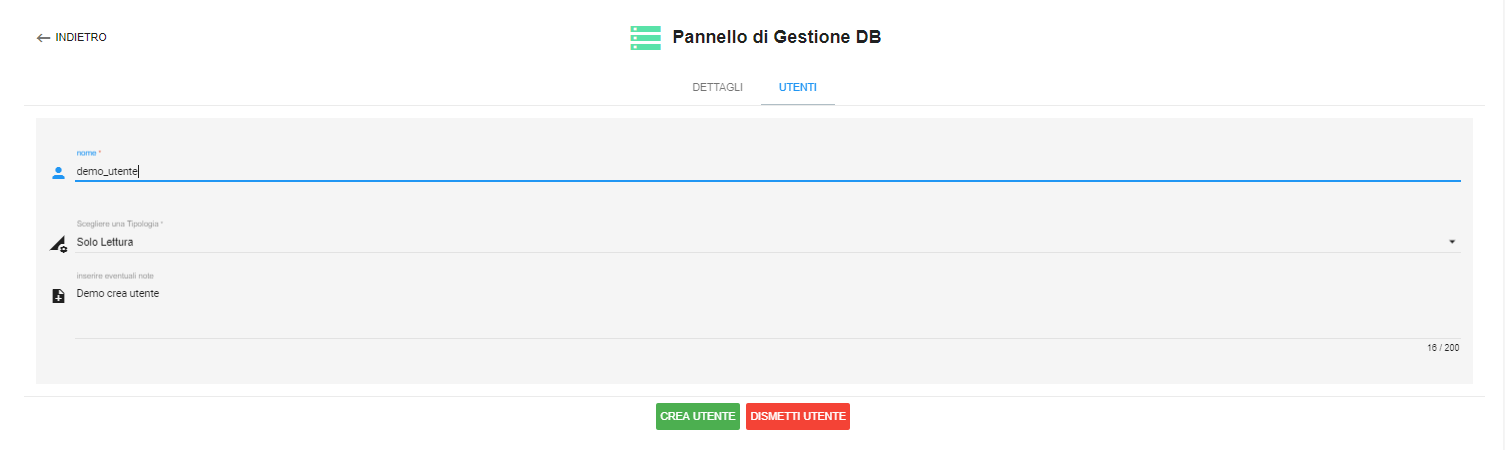 INDIETRO
Pannello di Gestione DB
DETTAGLI UTENTI
nome *
demo_utente
Scegliere una Tipologia *
Solo Lettura
inserire eventuali note
Demo crea utente
16 / 200
CREA UTENTE DISMETTI UTENTE